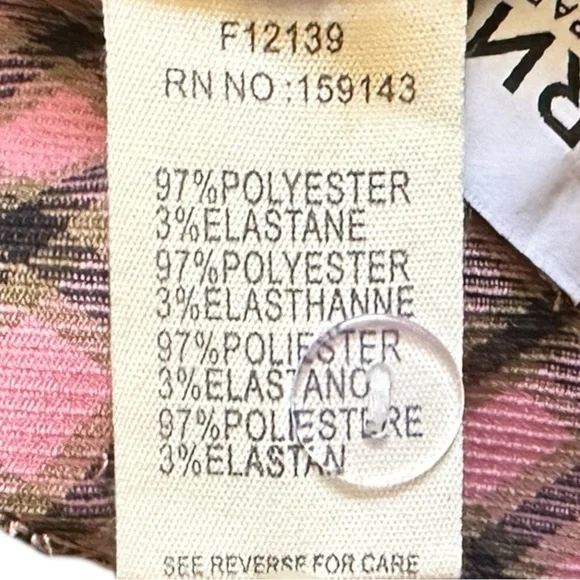 F12139
RN NO :159143
97%POLYESTER
3%ELASTANE
97%POLYESTER
3%ELASTHANNE
97%POLIESTER
3%ELASTANO
97%POLIESTERE
3%ELASTAN
SEE REVERSE FOR CARE